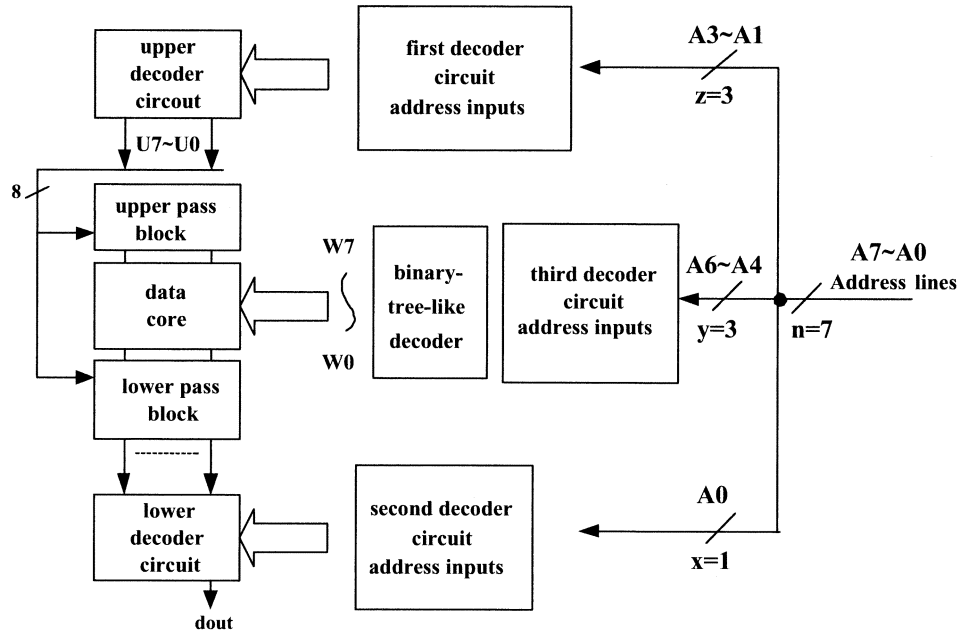 upper
decoder
circout
U7~U0
8
upper pass
block
data
core
lower pass
block
lower
decoder
circuit
dout
first decoder
circuit
address inputs
W7
W0
binary-
tree-like
decoder
third decoder
circuit
address inputs
second decoder
circuit
address inputs
A3~A1
z=3
A6~A4
y=3
A7~A0
Address lines
n=7
A0
x=1